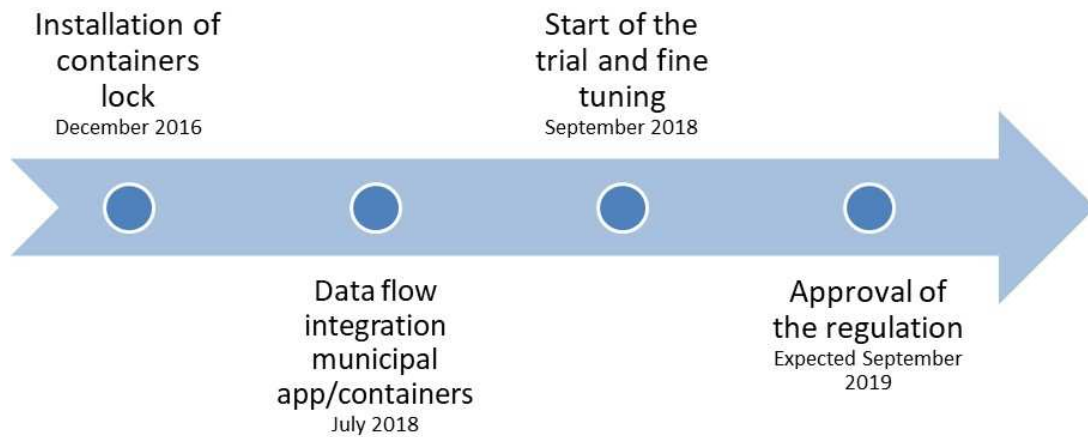 Installation of
containers
lock
December 2016
Data flow
integration
municipal
app/containers
July 2018
Start of the
trial and fine
tuning
September 2018
Approval of
the regulation
Expected September
2019